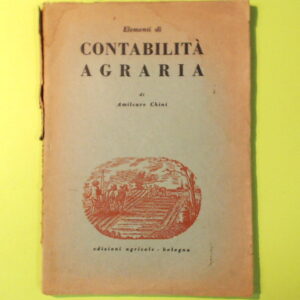 Elementi di
CONTABILITÀ
AGRARIA
di
Amilcare Chini
edizioni agricole - bologna